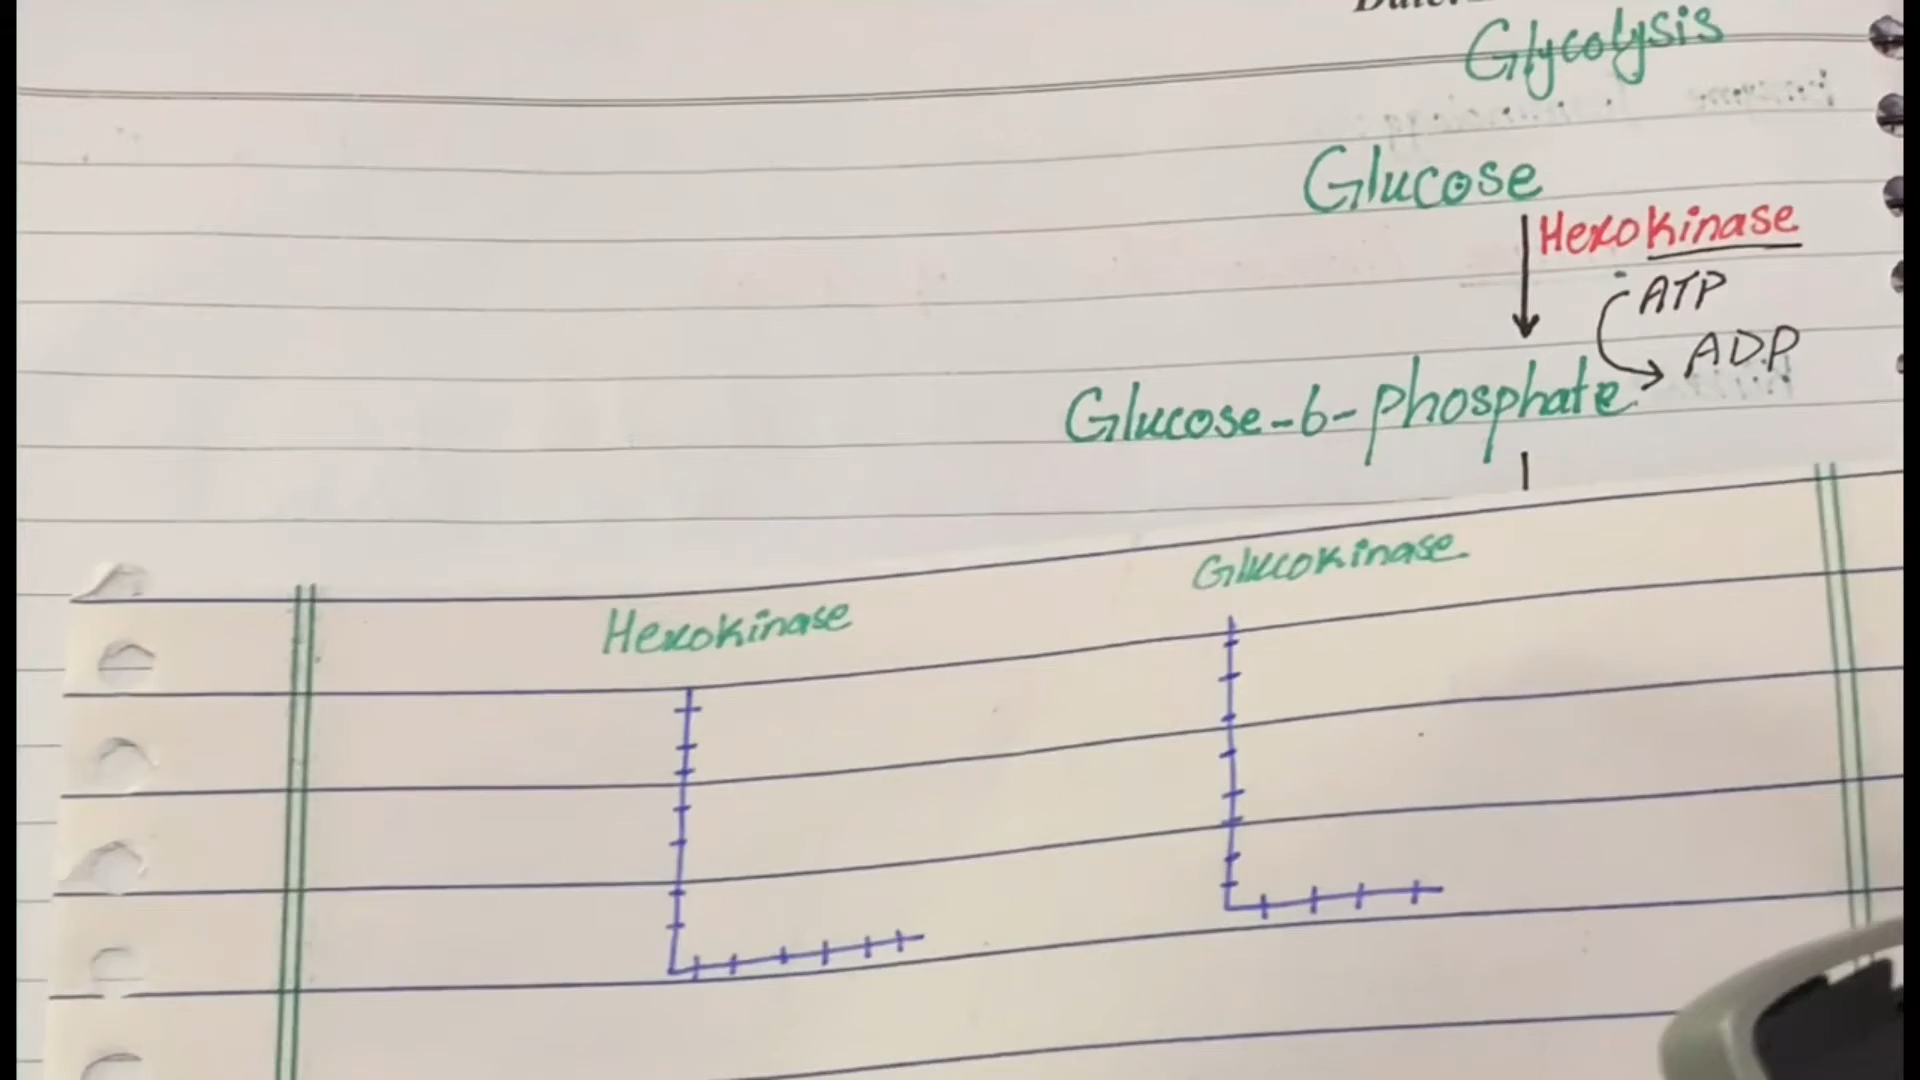 Glycolysis
Glucose
Hexokinase
ATP
ADP
Glucose-6-phosphate
Glucokinase
Hexokinase